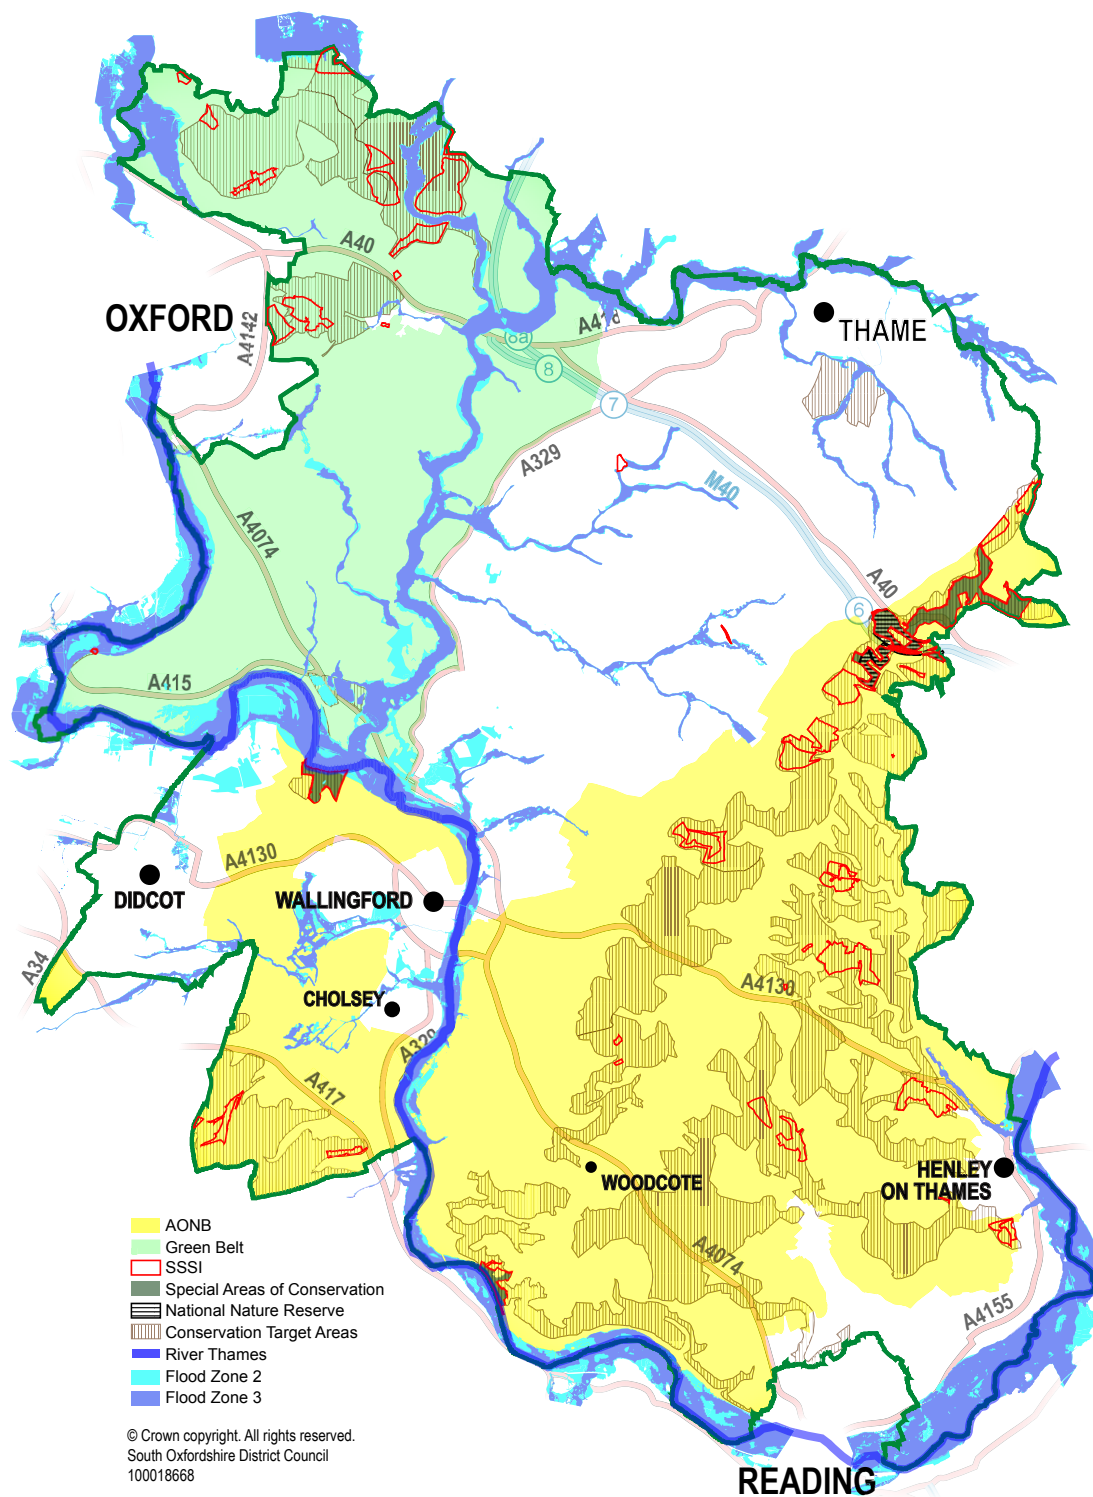 A40
OXFORD
A4142
A418
THAME
8a
8
7
A329
M40
A4074
A40
6
A415
A4130
DIDCOT
WALLINGFORD
A34
CHOLSEY
A4130
A329
A417
WOODCOTE
HENLEY
ON THAMES
A4074
A4155
AONB
Green Belt
SSSI
Special Areas of Conservation
National Nature Reserve
Conservation Target Areas
River Thames
Flood Zone 2
Flood Zone 3
© Crown copyright. All rights reserved.
South Oxfordshire District Council
100018668
READING